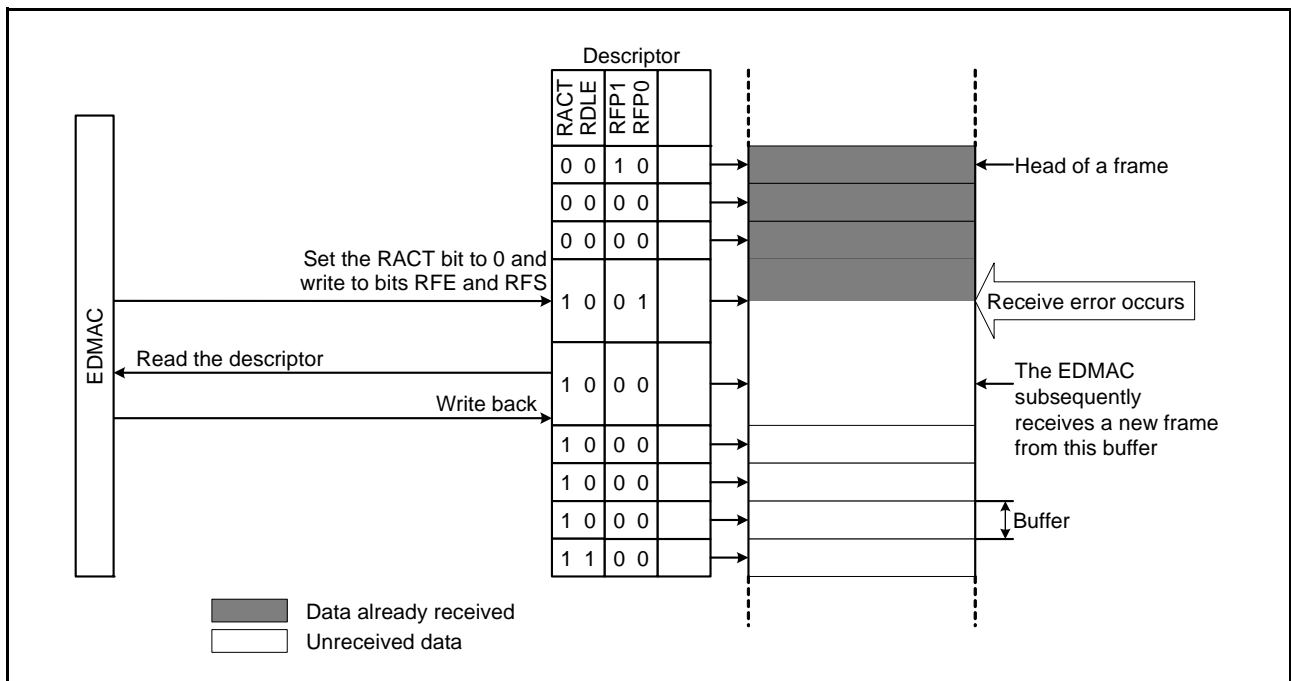 Descriptor
RACT
RDLE
RFP1
RFP0
0 0 1 0
Head of a frame
0 0 0 0
0 0 0 0
Set the RACT bit to 0 and
write to bits RFE and RFS
1 0 0 1
Receive error occurs
EDMAC
Read the descriptor
1 0 0 0
Write back
The EDMAC
subsequently
receives a new frame
from this buffer
1 0 0 0
1 0 0 0
1 0 0 0
Buffer
1 1 0 0
Data already received
Unreceived data